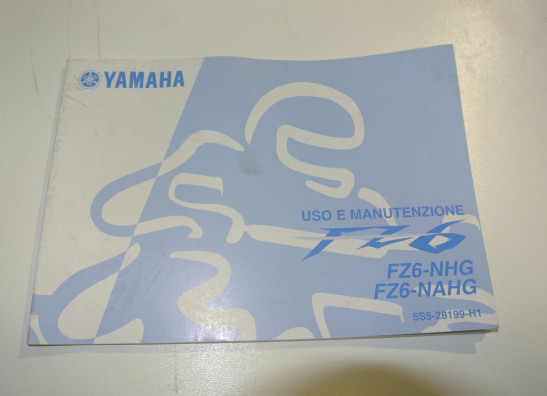 YAMAHA
USO E MANUTENZIONE
FZ6
FZ6-NHG
FZ6-NAHG
5S5-28199-H1